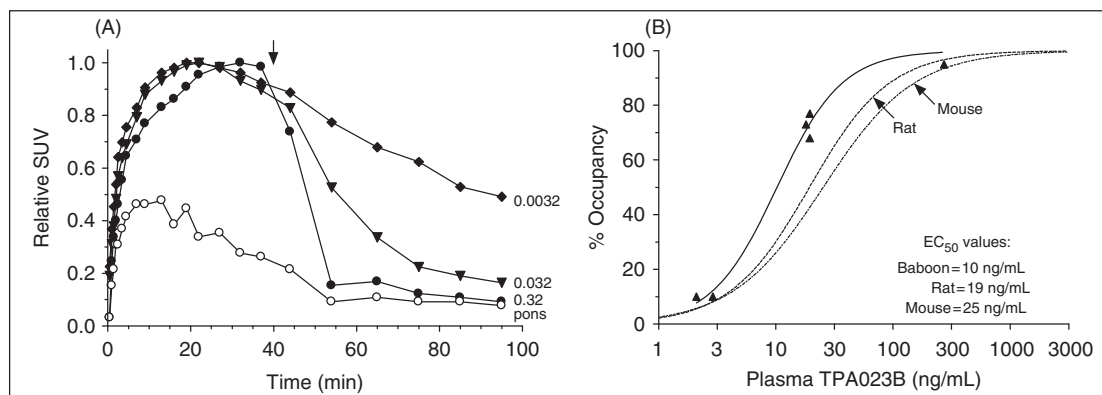 (A)
1.0
0.8
0.6
0.4
0.2
0.0
Relative SUV
0 20 40 60 80 100
Time (min)
0.0032
0.032
0.32
pons
(B)
100
80
60
40
20
0
% Occupancy
1 3 10 30 100 300 1000 3000
Plasma TPA023B (ng/mL)
Mouse
Rat
EC50 values:
Baboon=10 ng/mL
Rat=19 ng/mL
Mouse=25 ng/mL